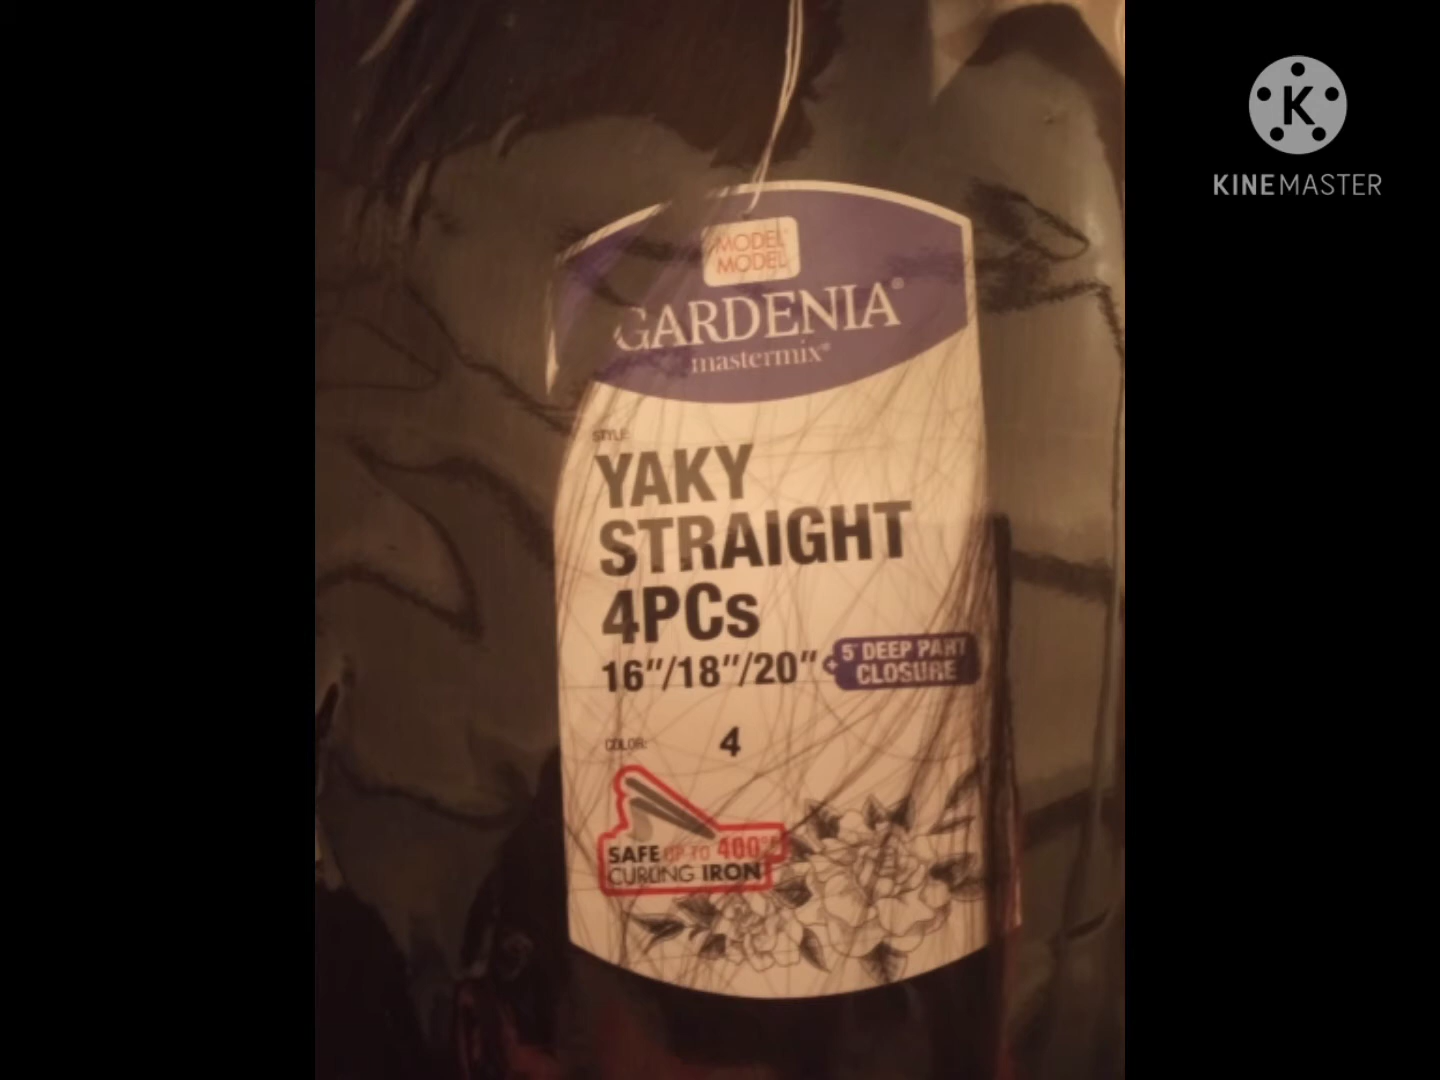 KINEMASTER
MODEL
MODEL
GARDENIA®
mastermix®
STYLE:
YAKY
STRAIGHT
4PCs
16"/18"/20"
+ 5" DEEP PART
CLOSURE
COLOR: 4
SAFE UP TO 400°F
CURLING IRON